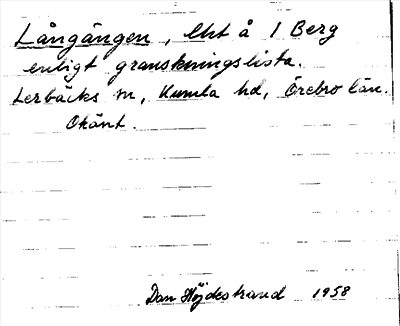 Långängen, lht å 1 Berg
enligt granskningslista.
Lerbäcks sn, Kumla hd, Örebro län.
Okänt.
Dan Höjdestrand 1958